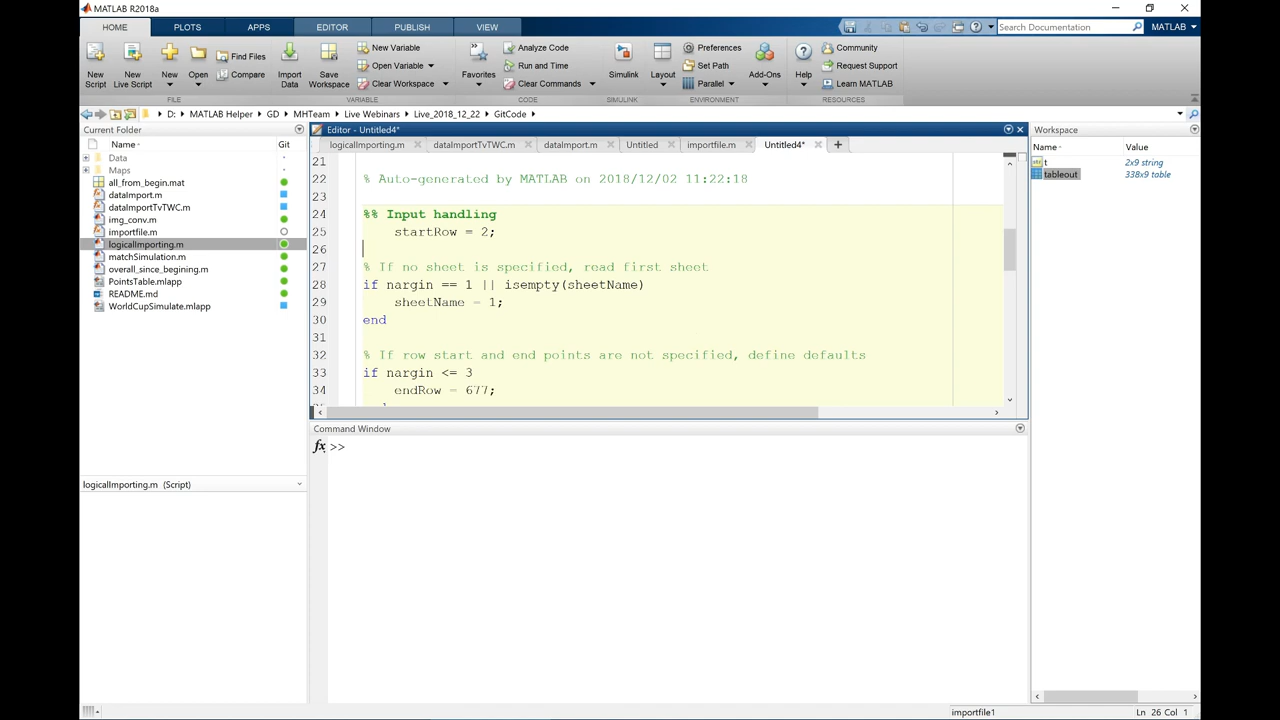 MATLAB R2018a
HOME PLOTS APPS EDITOR PUBLISH VIEW Search Documentation MATLAB
New Script
New Live Script
New
Open
Find Files
Compare
Import Data
Save Workspace
New Variable
Open Variable
Clear Workspace
Favorites
Analyze Code
Run and Time
Clear Commands
Simulink
Layout
Preferences
Set Path
Parallel
Add-Ons
Help
Community
Request Support
Learn MATLAB
FILE VARIABLE CODE SIMULINK ENVIRONMENT RESOURCES
D: MATLAB Helper GD MHTeam Live Webinars Live_2018_12_22 GitCode
Current Folder
Name Git
Data
Maps
all_from_begin.mat
dataImport.m
dataImportTvTWC.m
img_conv.m
importfile.m
logicalImporting.m
matchSimulation.m
overall_since_begining.m
PointsTable.mlapp
README.md
WorldCupSimulate.mlapp
logicalImporting.m (Script)
Editor - Untitled4*
logicalImporting.m dataImportTvTWC.m dataImport.m Untitled importfile.m Untitled4*
21
22 % Auto-generated by MATLAB on 2018/12/02 11:22:18
23
24 %% Input handling
25 startRow = 2;
26
27 % If no sheet is specified, read first sheet
28 if nargin == 1 || isempty(sheetName)
29 sheetName = 1;
30 end
31
32 % If row start and end points are not specified, define defaults
33 if nargin <= 3
34 endRow = 677;
Command Window
fx >>
Workspace
Name Value
t 2x9 string
tableout 338x9 table
importfile1 Ln 26 Col 1